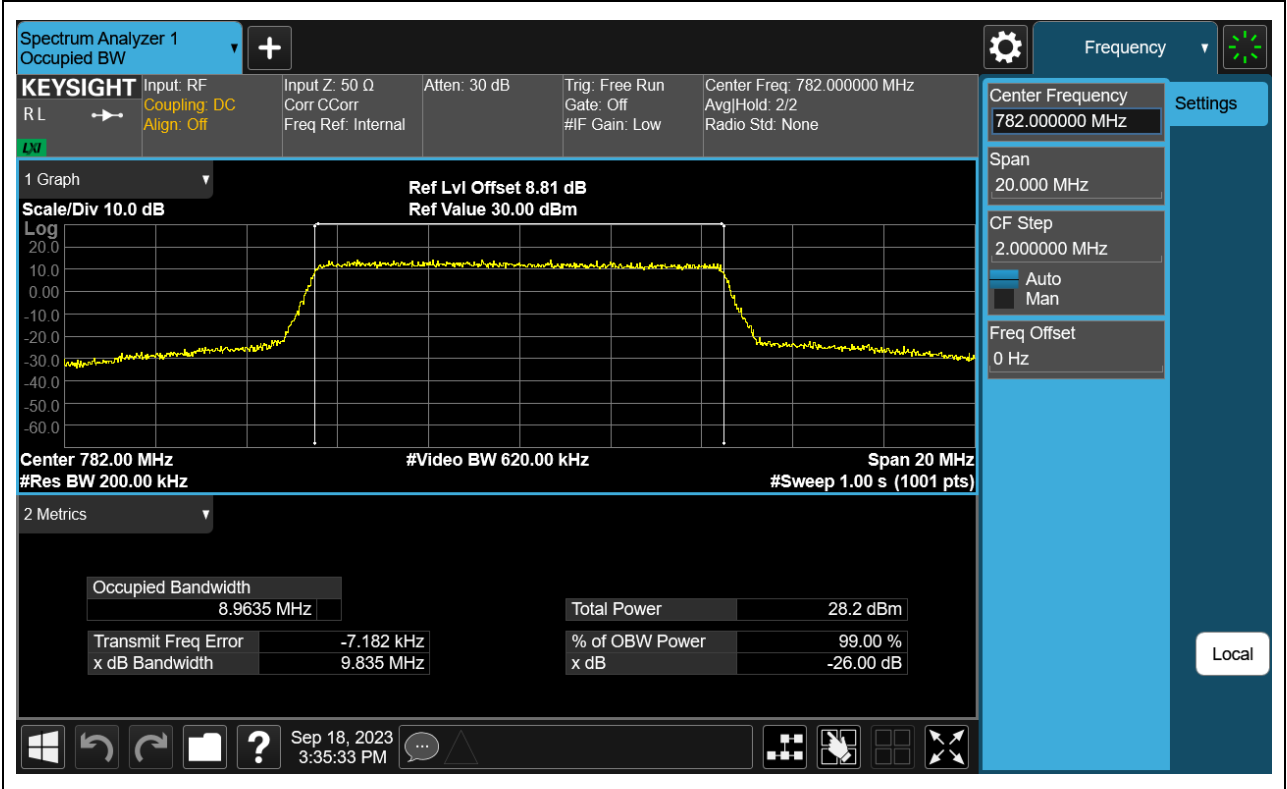 Spectrum Analyzer 1
Occupied BW
Frequency
KEYSIGHT
R L
LXI
Input: RF
Coupling: DC
Align: Off
Input Z: 50 Ω
Corr CCorr
Freq Ref: Internal
Atten: 30 dB
Trig: Free Run
Gate: Off
#IF Gain: Low
Center Freq: 782.000000 MHz
Avg|Hold: 2/2
Radio Std: None
Center Frequency
782.000000 MHz
Settings
Span
20.000 MHz
CF Step
2.000000 MHz
Auto
Man
Freq Offset
0 Hz
Local
1 Graph
Scale/Div 10.0 dB
Ref Lvl Offset 8.81 dB
Ref Value 30.00 dBm
Log
20.0
10.0
0.00
-10.0
-20.0
-30.0
-40.0
-50.0
-60.0
Center 782.00 MHz
#Video BW 620.00 kHz
Span 20 MHz
#Res BW 200.00 kHz
#Sweep 1.00 s (1001 pts)
2 Metrics
Occupied Bandwidth
8.9635 MHz
Total Power 28.2 dBm
Transmit Freq Error -7.182 kHz
% of OBW Power 99.00 %
x dB Bandwidth 9.835 MHz
x dB -26.00 dB
?
Sep 18, 2023
3:35:33 PM